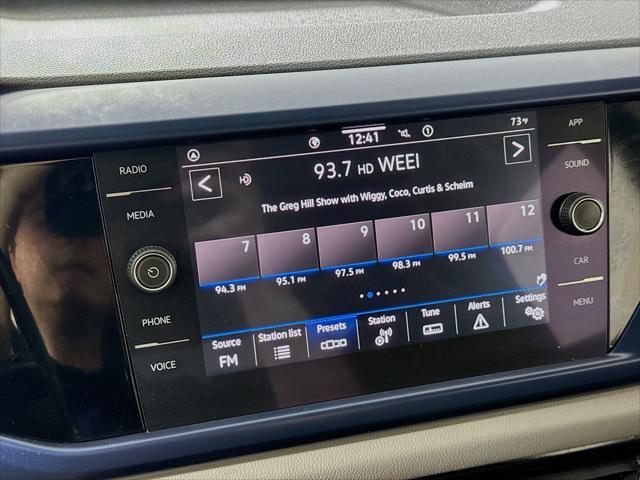 RADIO
MEDIA
PHONE
VOICE
12:41
73°F
93.7 HD WEEI
The Greg Hill Show with Wiggy, Coco, Curtis & Scheim
7 8 9 10 11 12
94.3 FM 95.1 FM 97.5 FM 98.3 FM 99.5 FM 100.7 FM
Source Station list Presets Station Tune Alerts Settings
FM
APP
SOUND
CAR
MENU